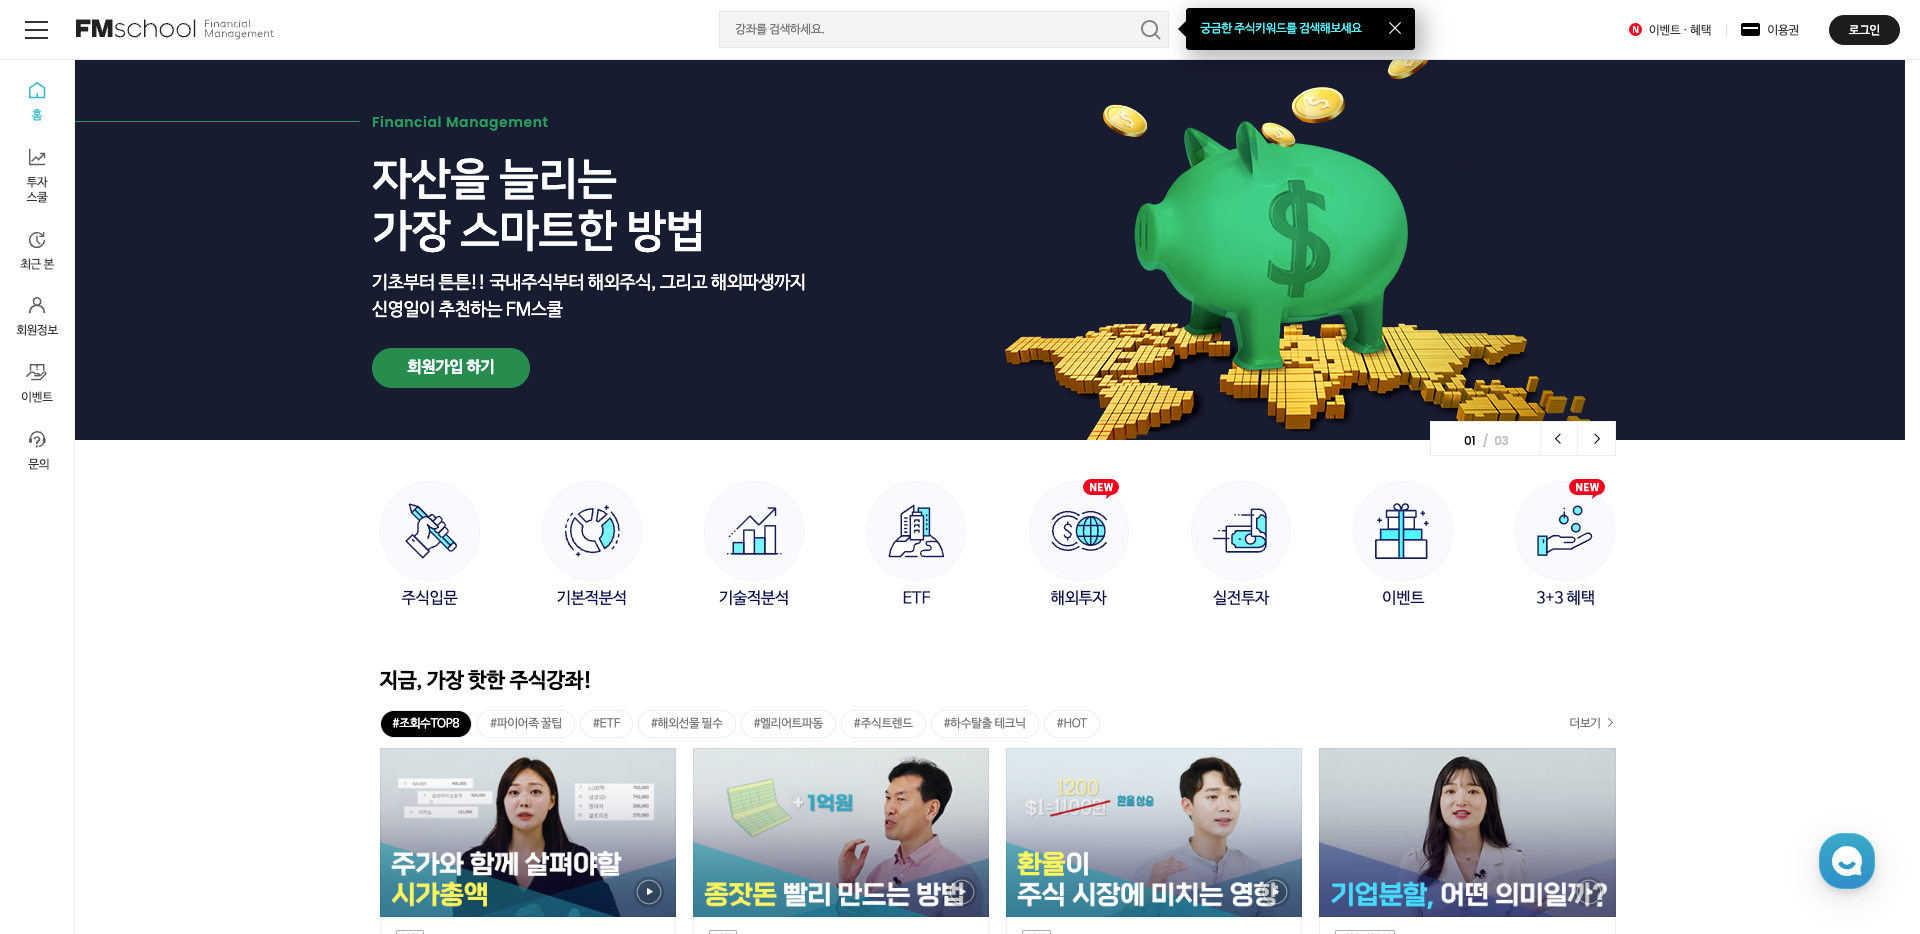 FMschool Financial
Management
강좌를 검색하세요.
궁금한 주식키워드를 검색해보세요
N 이벤트 · 혜택
이용권
로그인
홈
투자
스쿨
최근 본
회원정보
이벤트
문의
Financial Management
자산을 늘리는
가장 스마트한 방법
기초부터 튼튼!! 국내주식부터 해외주식, 그리고 해외파생까지
신영일이 추천하는 FM스쿨
회원가입 하기
$
01 / 03
주식입문
기본적분석
기술적분석
ETF
NEW
해외투자
실전투자
이벤트
NEW
3+3 혜택
지금, 가장 핫한 주식강좌!
#조회수TOP8 #파이어족 꿀팁 #ETF #해외선물 필수 #엘리어트파동 #주식트렌드 #하수탈출 테크닉 #HOT
더보기
주가와 함께 살펴야할
시가총액
+ 1억원
종잣돈 빨리 만드는 방법
1200
$1=1100원 환율 상승
환율이
주식 시장에 미치는 영향
기업분할, 어떤 의미일까?